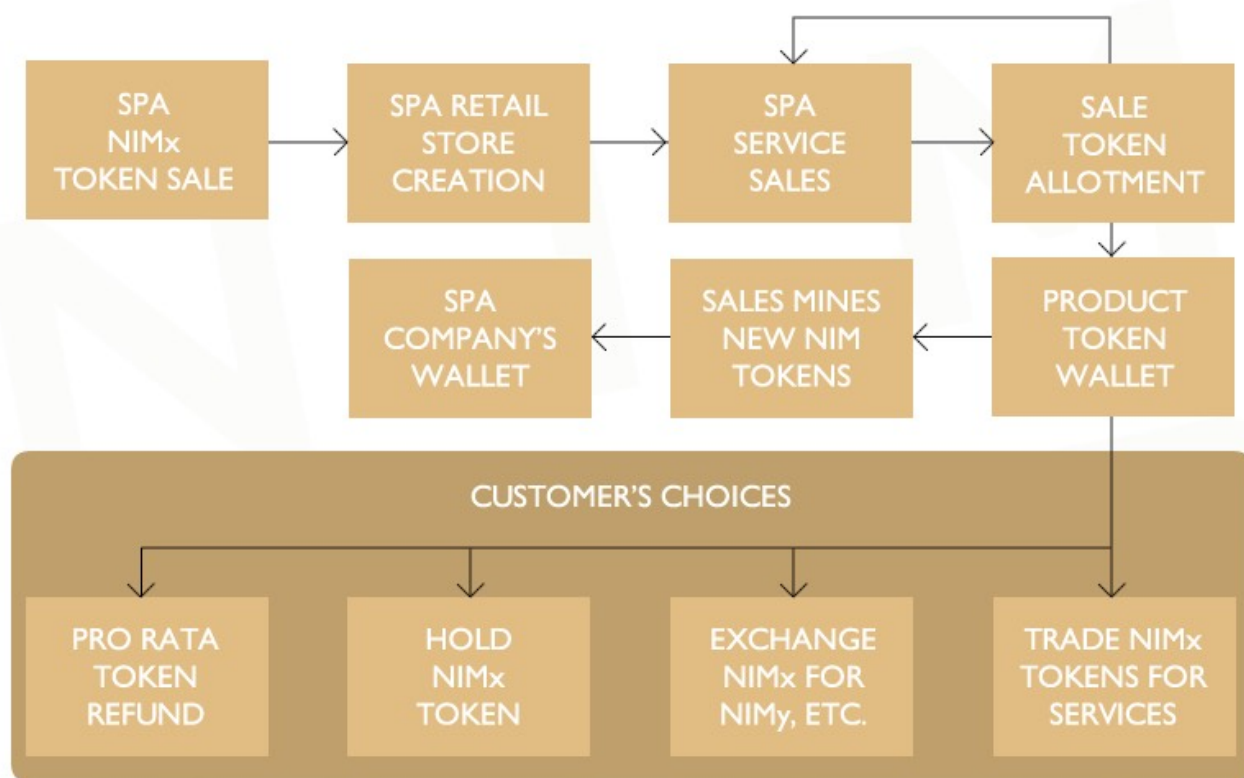 SPA
NIMx
TOKEN SALE
SPA RETAIL
STORE
CREATION
SPA
SERVICE
SALES
SALE
TOKEN
ALLOTMENT
SPA
COMPANY'S
WALLET
SALES MINES
NEW NIM
TOKENS
PRODUCT
TOKEN
WALLET
CUSTOMER'S CHOICES
PRO RATA
TOKEN
REFUND
HOLD
NIMx
TOKEN
EXCHANGE
NIMx FOR
NIMy, ETC.
TRADE NIMx
TOKENS FOR
SERVICES